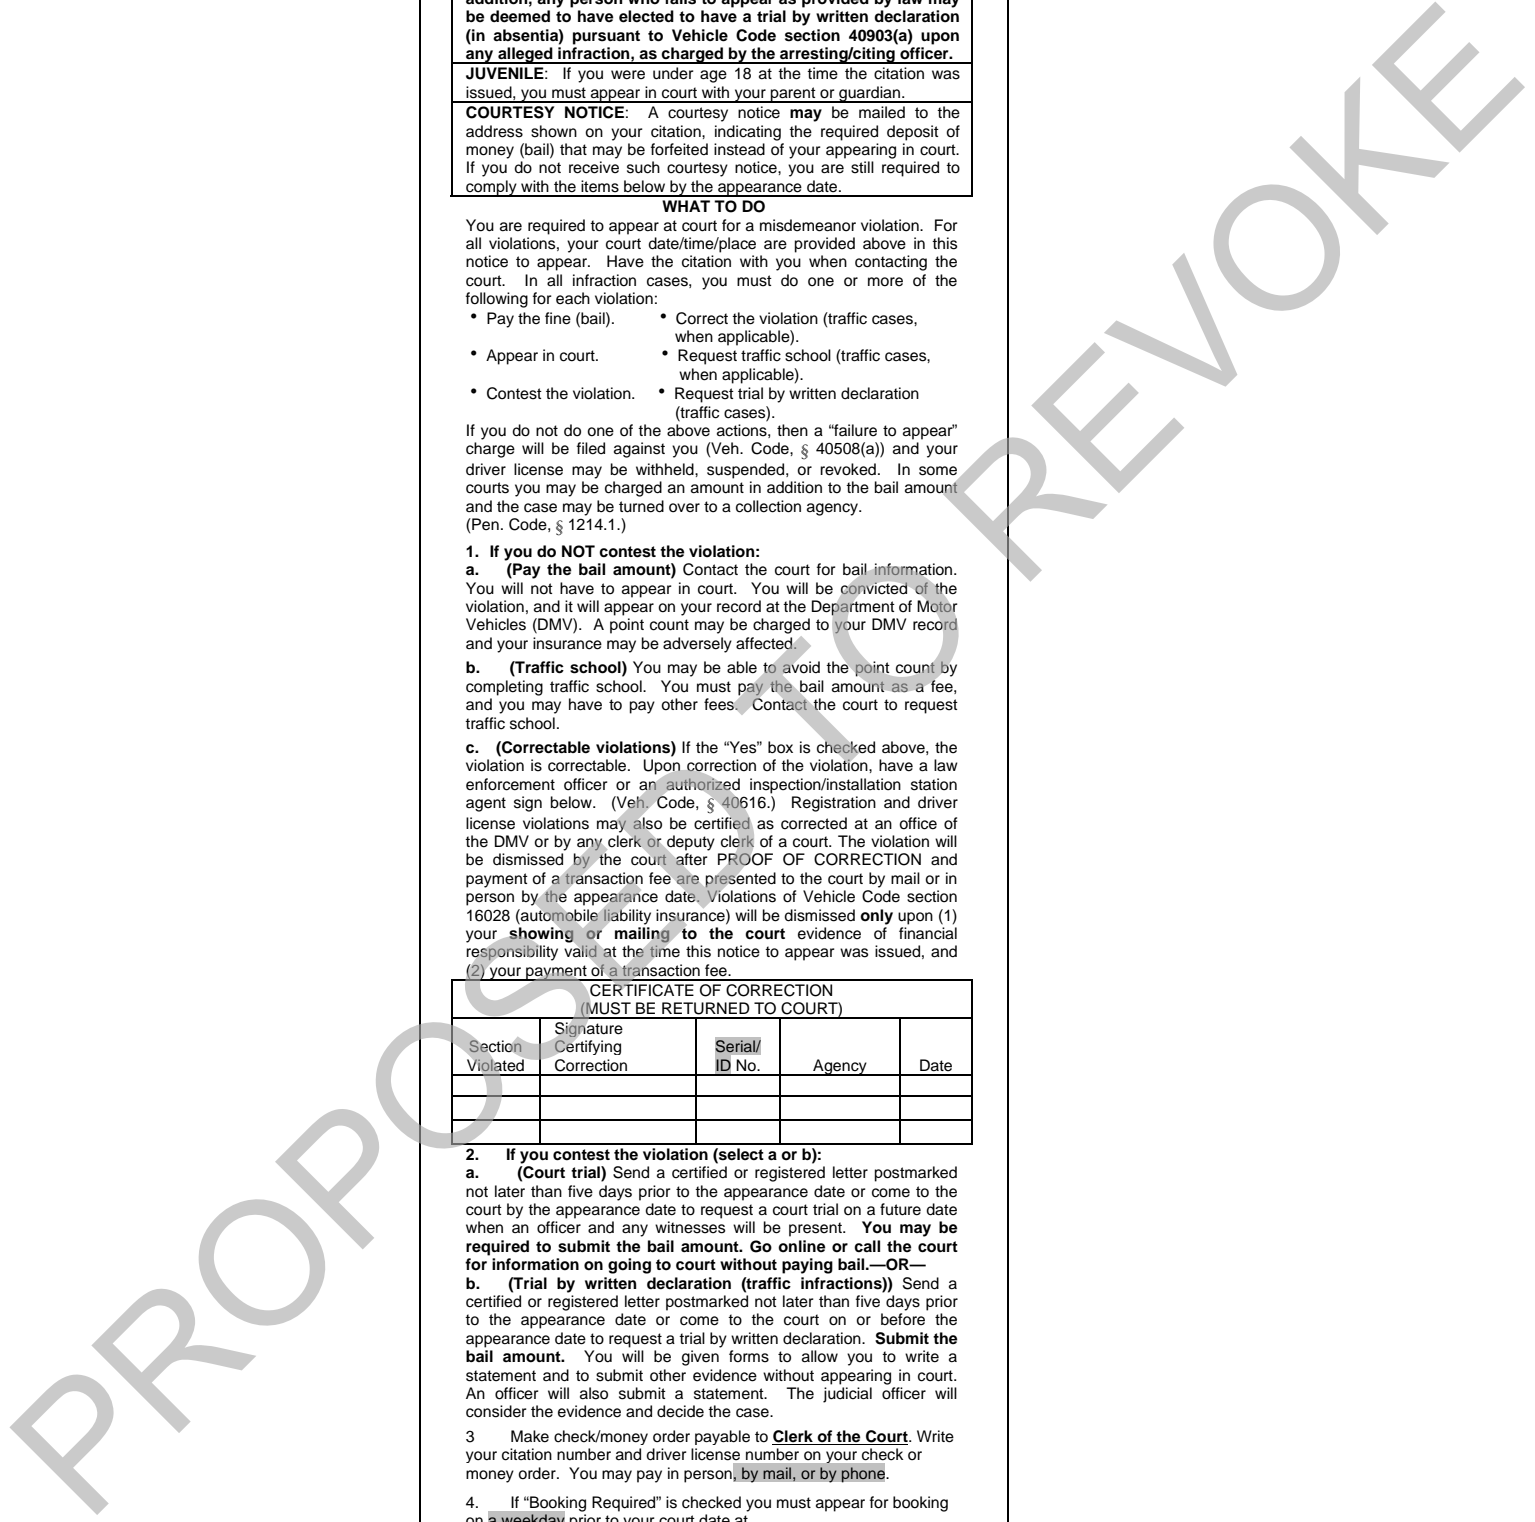 addition, any person who fails to appear as provided by law may
be deemed to have elected to have a trial by written declaration
(in absentia) pursuant to Vehicle Code section 40903(a) upon
any alleged infraction, as charged by the arresting/citing officer.
JUVENILE: If you were under age 18 at the time the citation was
issued, you must appear in court with your parent or guardian.
COURTESY NOTICE: A courtesy notice may be mailed to the
address shown on your citation, indicating the required deposit of
money (bail) that may be forfeited instead of your appearing in court.
If you do not receive such courtesy notice, you are still required to
comply with the items below by the appearance date.
WHAT TO DO
You are required to appear at court for a misdemeanor violation. For
all violations, your court date/time/place are provided above in this
notice to appear. Have the citation with you when contacting the
court. In all infraction cases, you must do one or more of the
following for each violation:
• Pay the fine (bail). • Correct the violation (traffic cases,
when applicable).
• Appear in court. • Request traffic school (traffic cases,
when applicable).
• Contest the violation. • Request trial by written declaration
(traffic cases).
If you do not do one of the above actions, then a “failure to appear”
charge will be filed against you (Veh. Code, § 40508(a)) and your
driver license may be withheld, suspended, or revoked. In some
courts you may be charged an amount in addition to the bail amount
and the case may be turned over to a collection agency.
(Pen. Code, § 1214.1.)
1. If you do NOT contest the violation:
a. (Pay the bail amount) Contact the court for bail information.
You will not have to appear in court. You will be convicted of the
violation, and it will appear on your record at the Department of Motor
Vehicles (DMV). A point count may be charged to your DMV record
and your insurance may be adversely affected.
b. (Traffic school) You may be able to avoid the point count by
completing traffic school. You must pay the bail amount as a fee,
and you may have to pay other fees. Contact the court to request
traffic school.
c. (Correctable violations) If the “Yes” box is checked above, the
violation is correctable. Upon correction of the violation, have a law
enforcement officer or an authorized inspection/installation station
agent sign below. (Veh. Code, § 40616.) Registration and driver
license violations may also be certified as corrected at an office of
the DMV or by any clerk or deputy clerk of a court. The violation will
be dismissed by the court after PROOF OF CORRECTION and
payment of a transaction fee are presented to the court by mail or in
person by the appearance date. Violations of Vehicle Code section
16028 (automobile liability insurance) will be dismissed only upon (1)
your showing or mailing to the court evidence of financial
responsibility valid at the time this notice to appear was issued, and
(2) your payment of a transaction fee.
CERTIFICATE OF CORRECTION
(MUST BE RETURNED TO COURT)
Signature
Section Certifying Serial/
Violated Correction ID No. Agency Date
2. If you contest the violation (select a or b):
a. (Court trial) Send a certified or registered letter postmarked
not later than five days prior to the appearance date or come to the
court by the appearance date to request a court trial on a future date
when an officer and any witnesses will be present. You may be
required to submit the bail amount. Go online or call the court
for information on going to court without paying bail.—OR—
b. (Trial by written declaration (traffic infractions)) Send a
certified or registered letter postmarked not later than five days prior
to the appearance date or come to the court on or before the
appearance date to request a trial by written declaration. Submit the
bail amount. You will be given forms to allow you to write a
statement and to submit other evidence without appearing in court.
An officer will also submit a statement. The judicial officer will
consider the evidence and decide the case.
3 Make check/money order payable to Clerk of the Court. Write
your citation number and driver license number on your check or
money order. You may pay in person, by mail, or by phone.
4. If “Booking Required” is checked you must appear for booking
on a weekday prior to your court date at
PROPOSED TO REVOKE